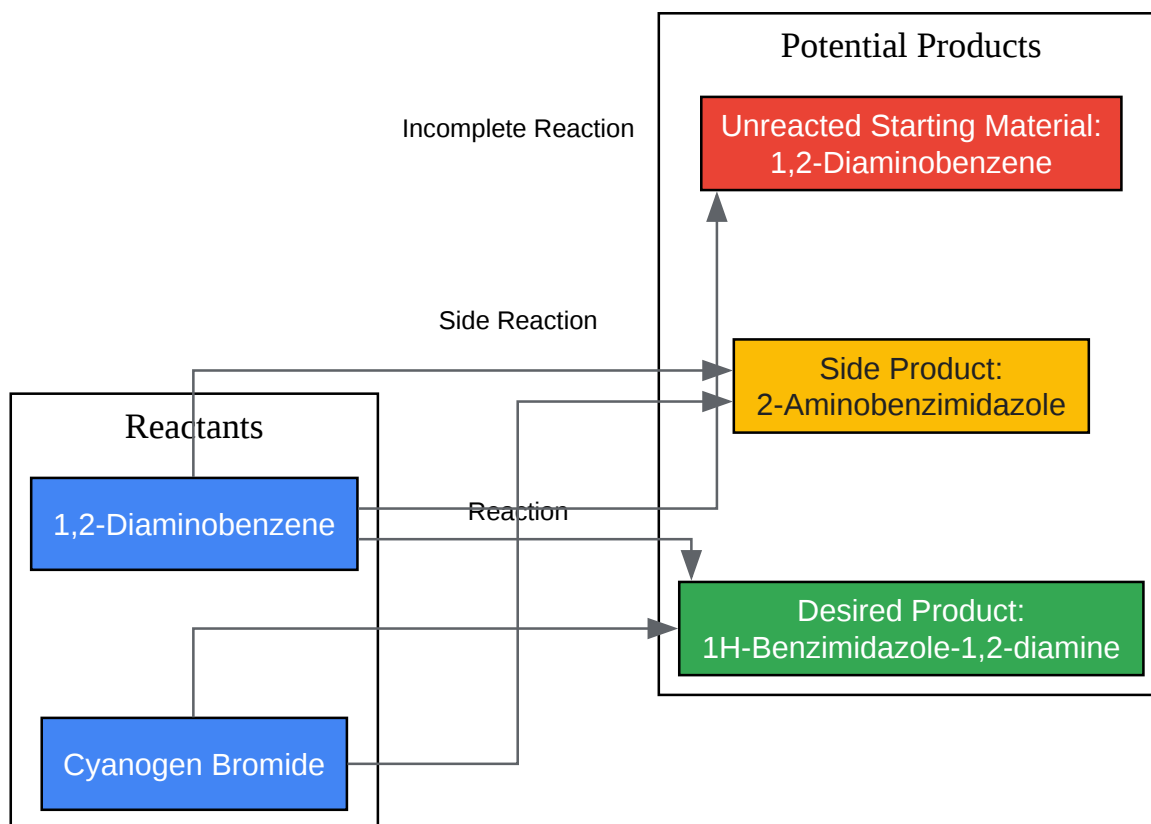 Potential Products
Incomplete Reaction
Unreacted Starting Material:
1,2-Diaminobenzene
Side Reaction
Side Product:
2-Aminobenzimidazole
Reactants
1,2-Diaminobenzene
Reaction
Desired Product:
1H-Benzimidazole-1,2-diamine
Cyanogen Bromide